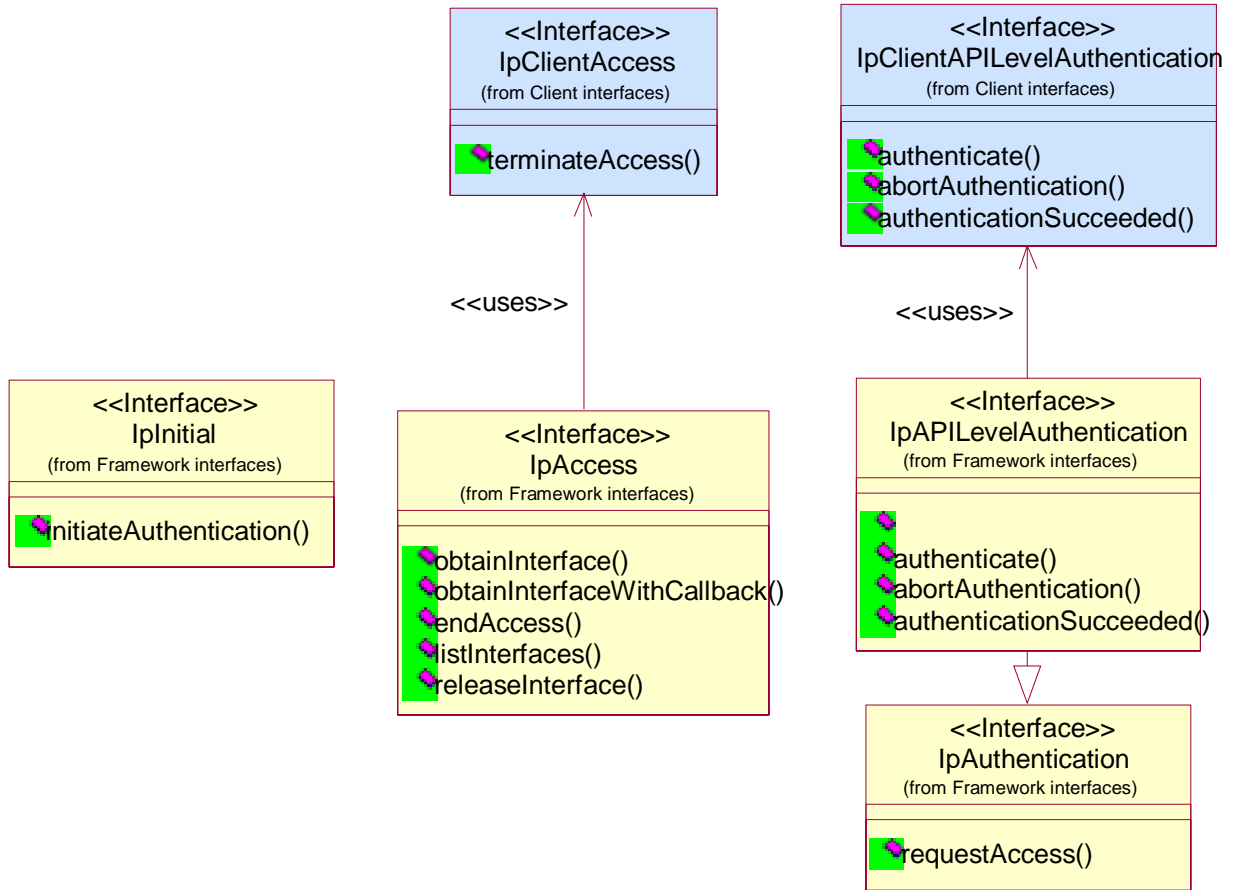 <<Interface>>
IpClientAccess
(from Client interfaces)
terminateAccess()
<<Interface>>
IpClientAPILevelAuthentication
(from Client interfaces)
authenticate()
abortAuthentication()
authenticationSucceeded()
<<uses>>
<<uses>>
<<Interface>>
IpInitial
(from Framework interfaces)
initiateAuthentication()
<<Interface>>
IpAccess
(from Framework interfaces)
obtainInterface()
obtainInterfaceWithCallback()
endAccess()
listInterfaces()
releaseInterface()
<<Interface>>
IpAPILevelAuthentication
(from Framework interfaces)
authenticate()
abortAuthentication()
authenticationSucceeded()
<<Interface>>
IpAuthentication
(from Framework interfaces)
requestAccess()